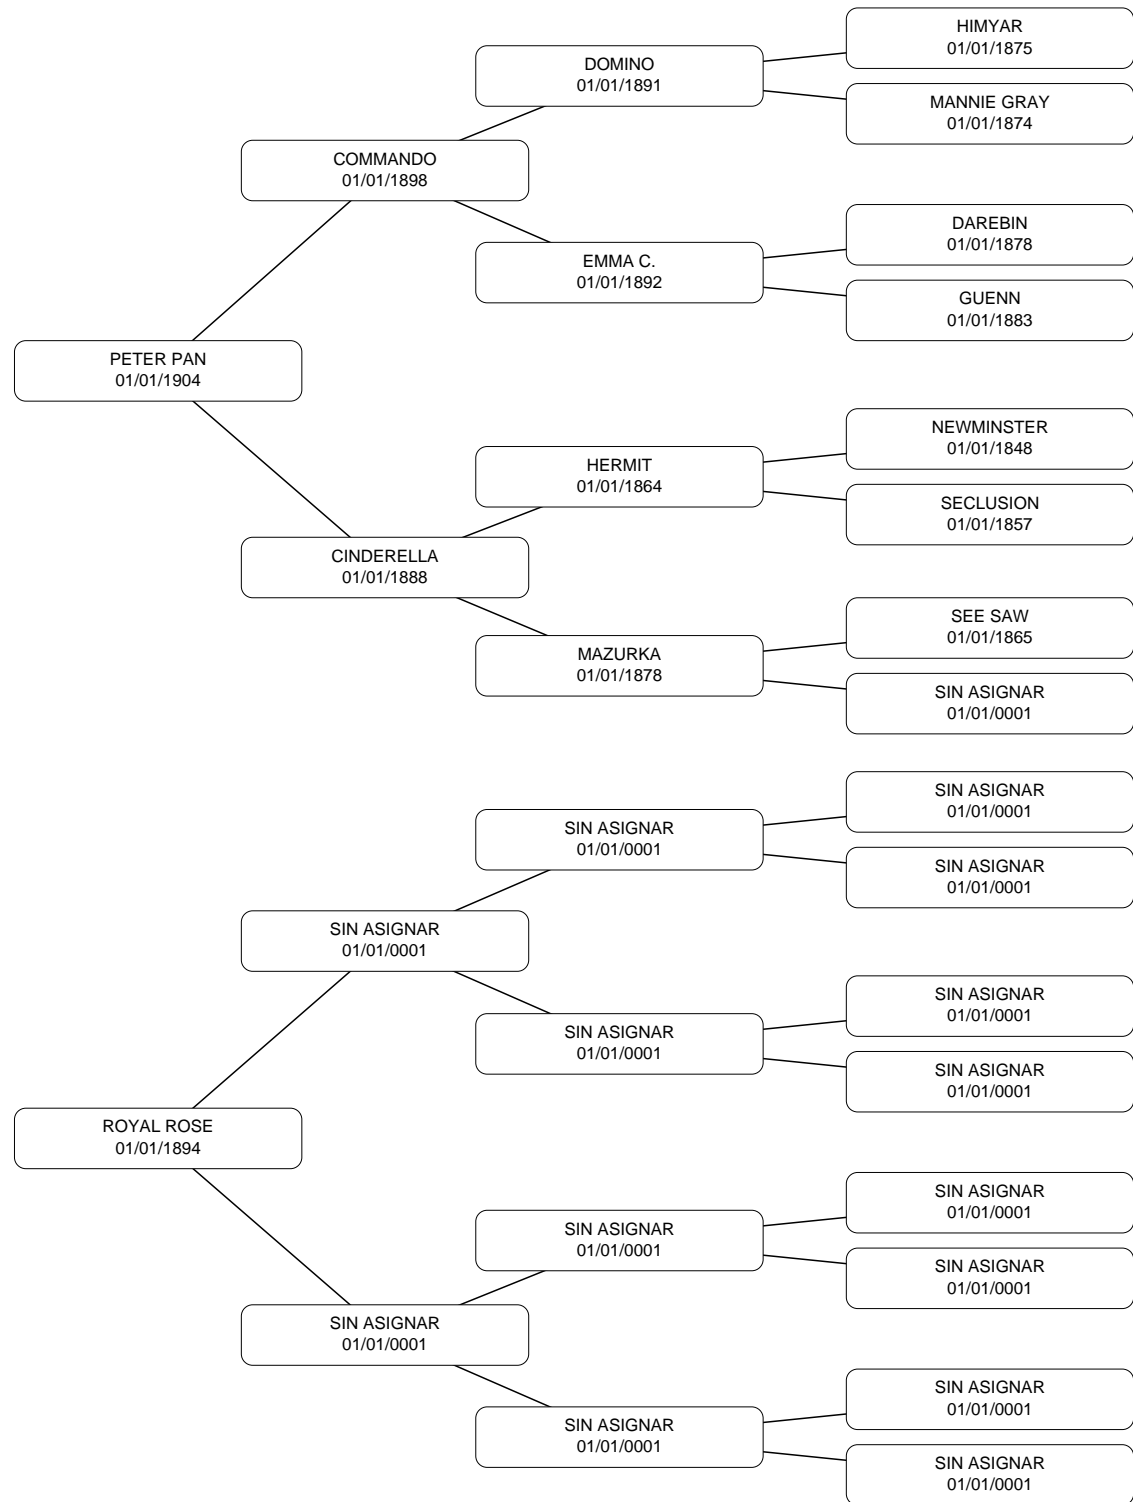 HIMYAR
01/01/1875
DOMINO
01/01/1891
MANNIE GRAY
01/01/1874
COMMANDO
01/01/1898
DAREBIN
01/01/1878
EMMA C.
01/01/1892
GUENN
01/01/1883
PETER PAN
01/01/1904
NEWMINSTER
01/01/1848
HERMIT
01/01/1864
SECLUSION
01/01/1857
CINDERELLA
01/01/1888
SEE SAW
01/01/1865
MAZURKA
01/01/1878
SIN ASIGNAR
01/01/0001
SIN ASIGNAR
01/01/0001
SIN ASIGNAR
01/01/0001
SIN ASIGNAR
01/01/0001
SIN ASIGNAR
01/01/0001
SIN ASIGNAR
01/01/0001
SIN ASIGNAR
01/01/0001
SIN ASIGNAR
01/01/0001
ROYAL ROSE
01/01/1894
SIN ASIGNAR
01/01/0001
SIN ASIGNAR
01/01/0001
SIN ASIGNAR
01/01/0001
SIN ASIGNAR
01/01/0001
SIN ASIGNAR
01/01/0001
SIN ASIGNAR
01/01/0001
SIN ASIGNAR
01/01/0001